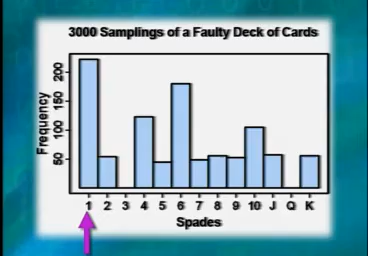 3000 Samplings of a Faulty Deck of Cards
Frequency
200
150
100
50
1 2 3 4 5 6 7 8 9 10 J Q K
Spades